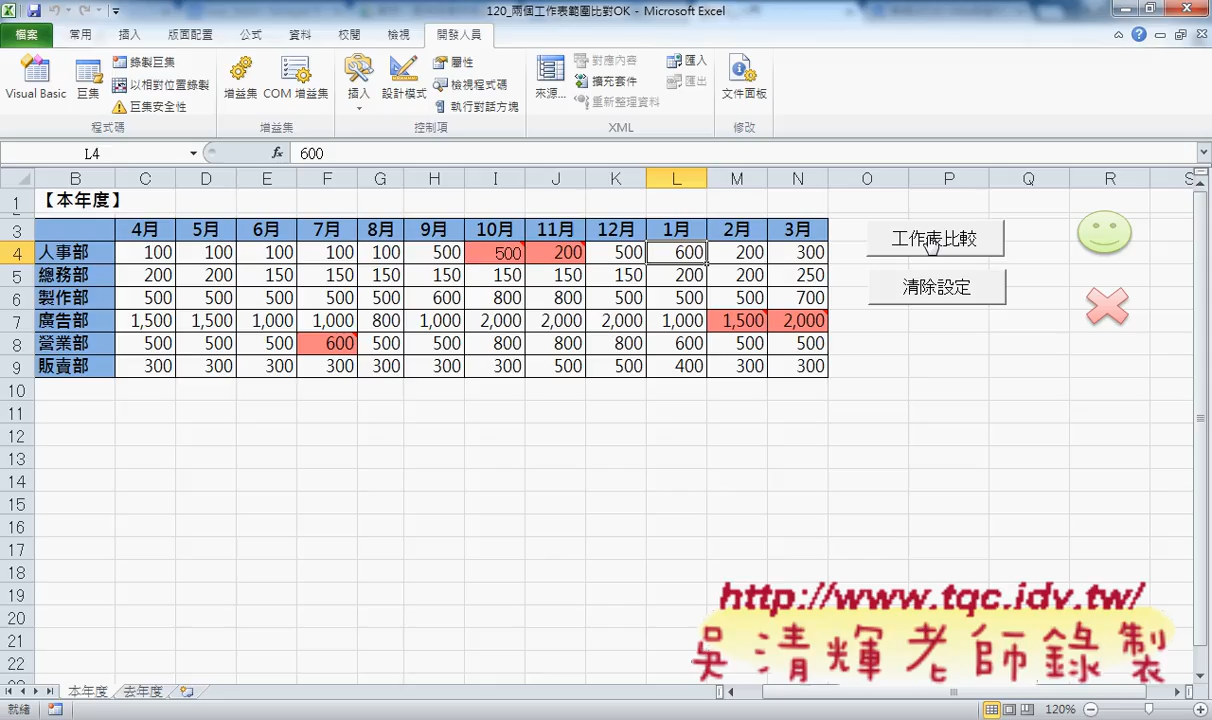 120_兩個工作表範圍比對OK - Microsoft Excel
檔案 常用 插入 版面配置 公式 資料 校閱 檢視 開發人員
Visual Basic 巨集 錄製巨集 以相對位置錄製 巨集安全性 增益集 COM 增益集 插入 設計模式 屬性 檢視程式碼 執行對話方塊 來源... 對應內容 擴充套件 重新整理資料 匯入 匯出 文件面板
程式碼 增益集 控制項 XML 修改
L4 fx 600
B C D E F G H I J K L M N O P Q R S
1 【本年度】
3 4月 5月 6月 7月 8月 9月 10月 11月 12月 1月 2月 3月
4 人事部 100 100 100 100 100 500 500 200 500 600 200 300
5 總務部 200 200 150 150 150 150 150 150 150 200 200 250
6 製作部 500 500 500 500 500 600 800 800 500 500 500 700
7 廣告部 1,500 1,500 1,000 1,000 800 1,000 2,000 2,000 2,000 1,000 1,500 2,000
8 營業部 500 500 500 600 500 500 800 800 800 600 500 500
9 販賣部 300 300 300 300 300 300 300 500 500 400 300 300
工作表比較
清除設定
10
11
12
13
14
15
16
17
18
19
20
21
22
http://www.tqc.idv.tw/
吳清輝老師錄製
本年度 去年度
就緒 120%